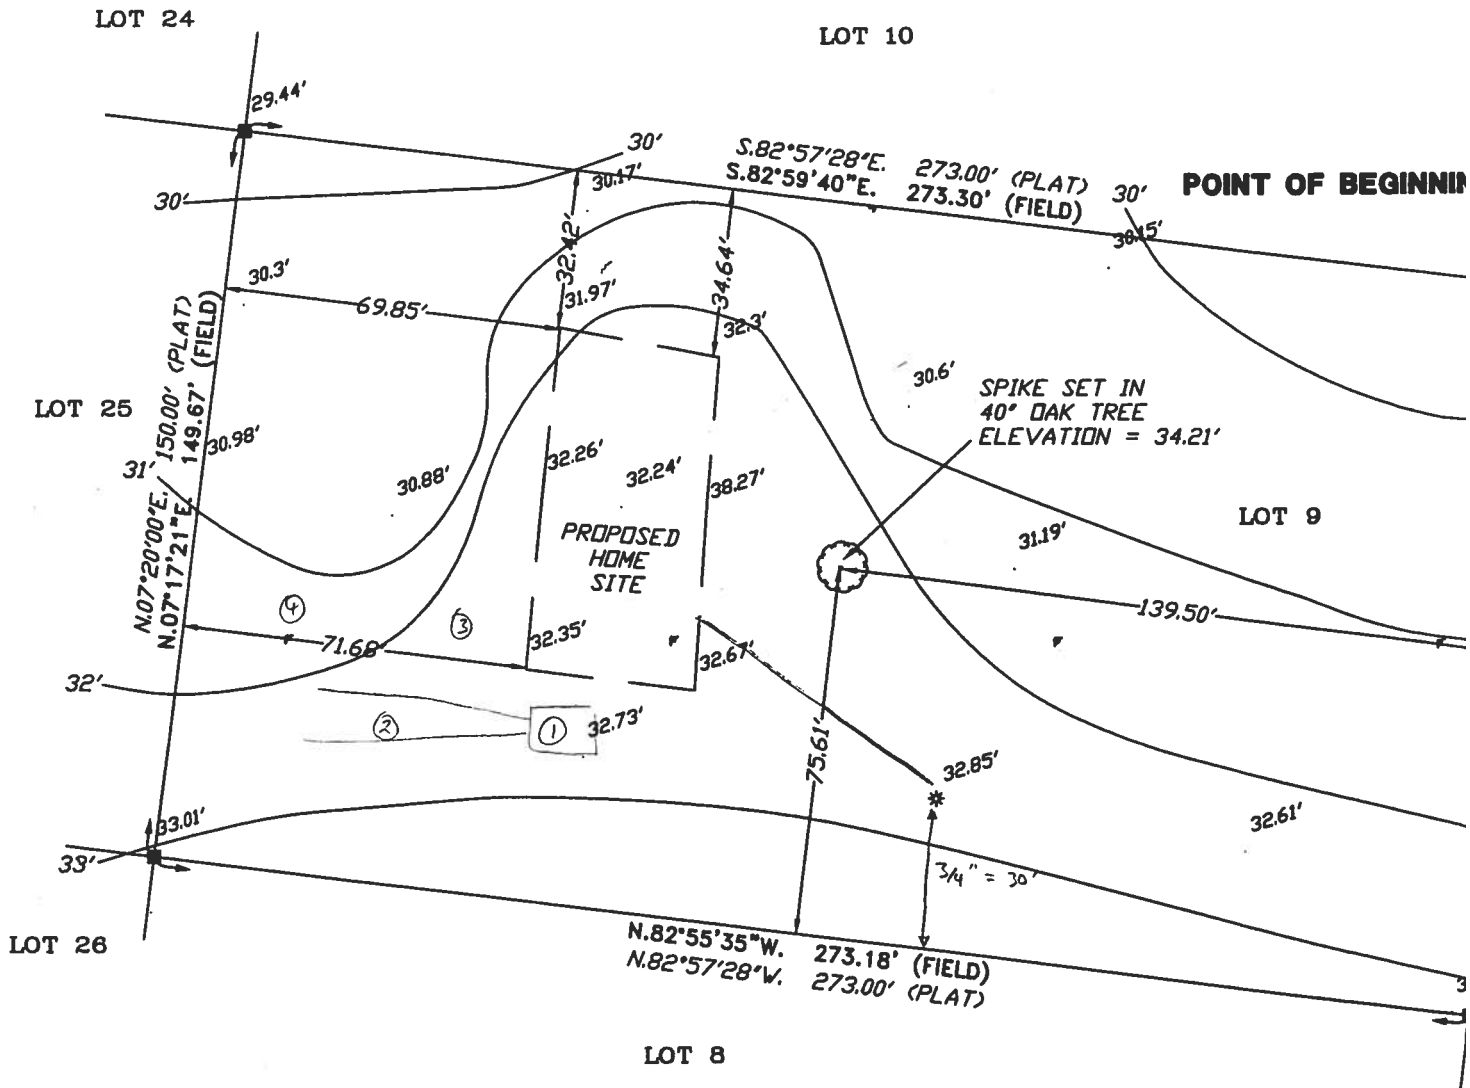 LOT 24
LOT 10
29.44'
30'
30.17'
S.82°57'28"E. 273.00' (PLAT)
S.82°59'40"E. 273.30' (FIELD)
30'
POINT OF BEGINNIN
30'
30.15'
32.42'
34.64'
30.3'
69.85'
31.97'
32.3'
30.6'
SPIKE SET IN
40" OAK TREE
ELEVATION = 34.21'
LOT 25
N.07°20'00"E. 150.00' (PLAT)
N.07°17'21"E. 149.67' (FIELD)
30.98'
31'
30.88'
32.26'
32.24'
38.27'
LOT 9
PROPOSED
HOME
SITE
31.19'
4
3
71.68'
32.35'
32.67'
139.50'
32'
2
1
32.73'
75.61'
32.85'
32.61'
33.01'
33'
3/4" = 30'
LOT 26
N.82°55'35"W. 273.18' (FIELD)
N.82°57'28"W. 273.00' (PLAT)
LOT 8